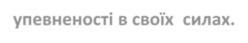 упевненості в своїх силах.